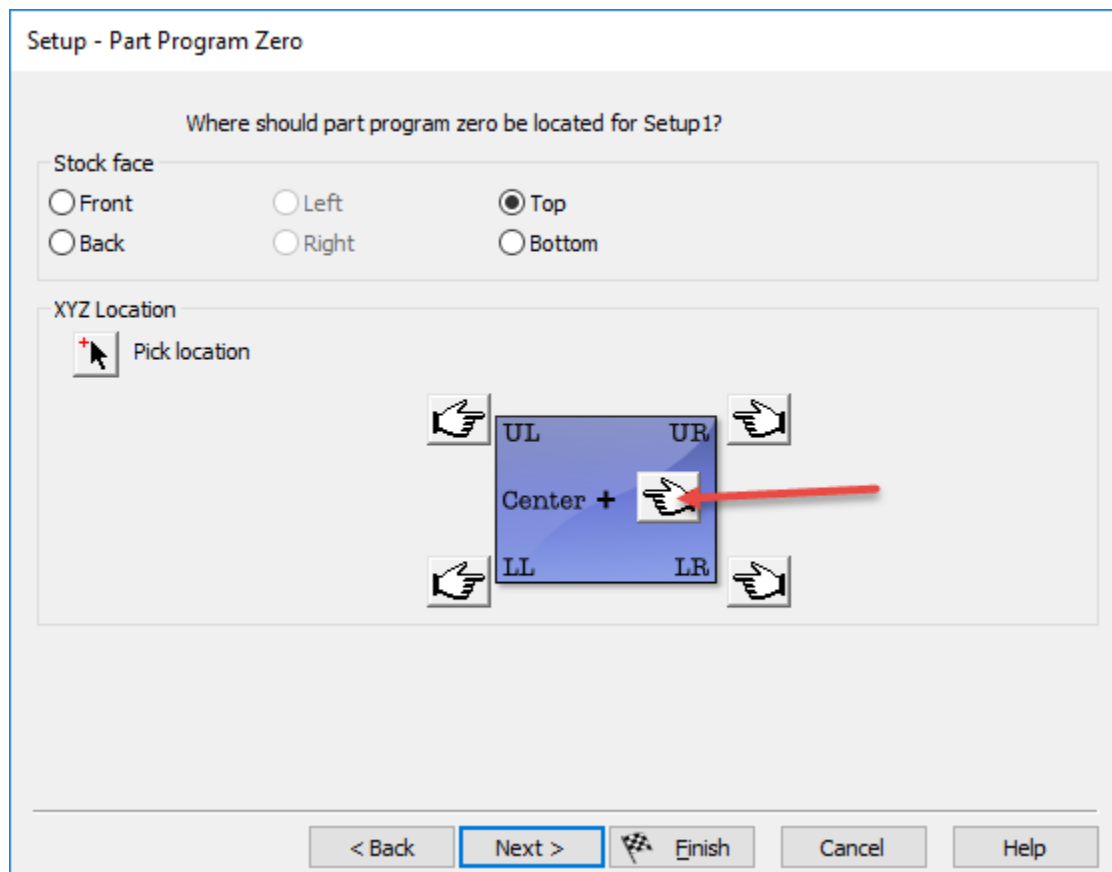 Setup - Part Program Zero
Where should part program zero be located for Setup1?
Stock face
Front Left Top
Back Right Bottom
XYZ Location
Pick location
UL UR
Center +
LL LR
< Back Next > Finish Cancel Help